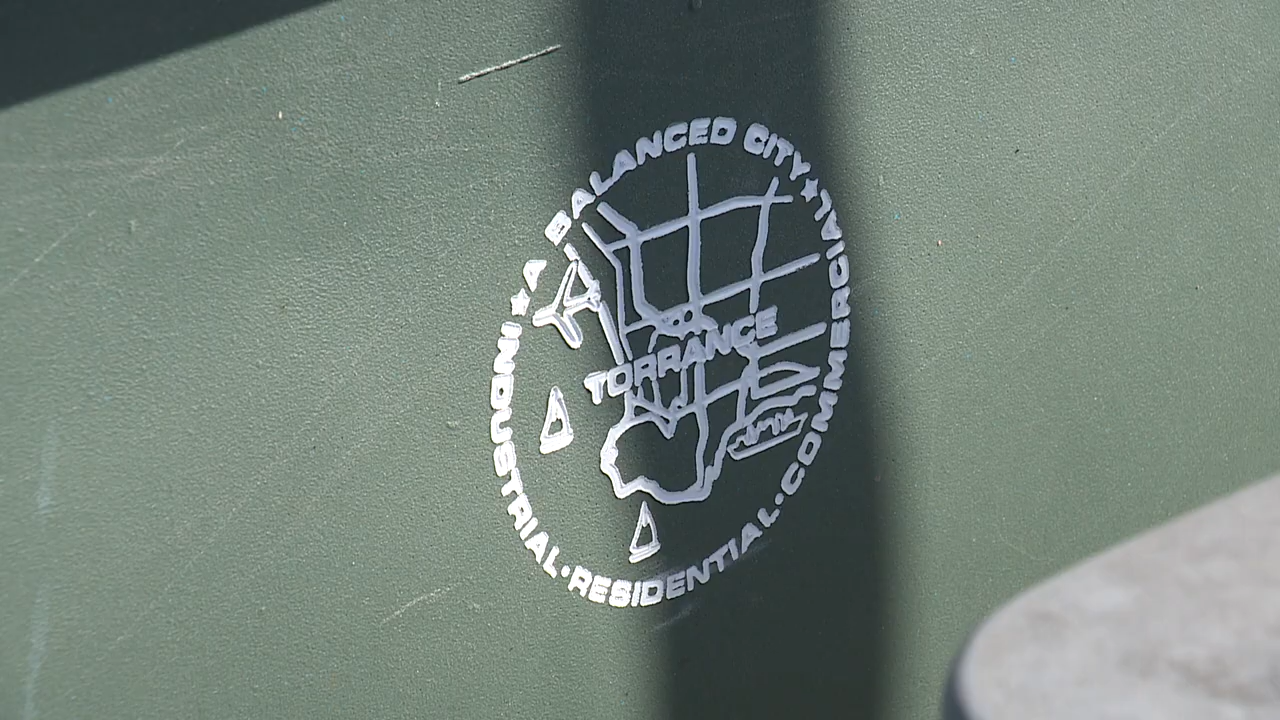 A BALANCED CITY
COMMERCIAL · RESIDENTIAL · INDUSTRIAL
TORRANCE